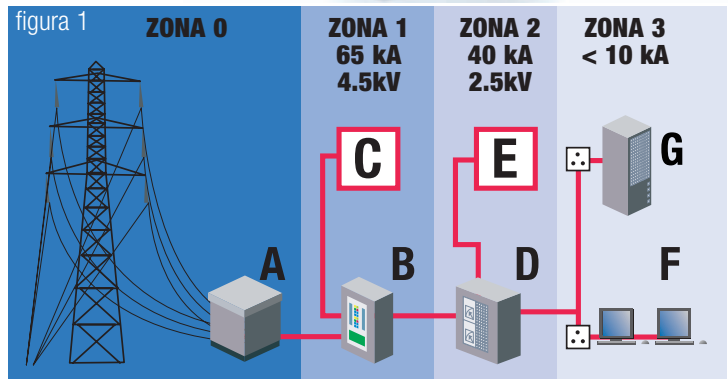 figura 1
ZONA 0
ZONA 1
65 kA
4.5kV
ZONA 2
40 kA
2.5kV
ZONA 3
< 10 kA
C
E
G
A
B
D
F